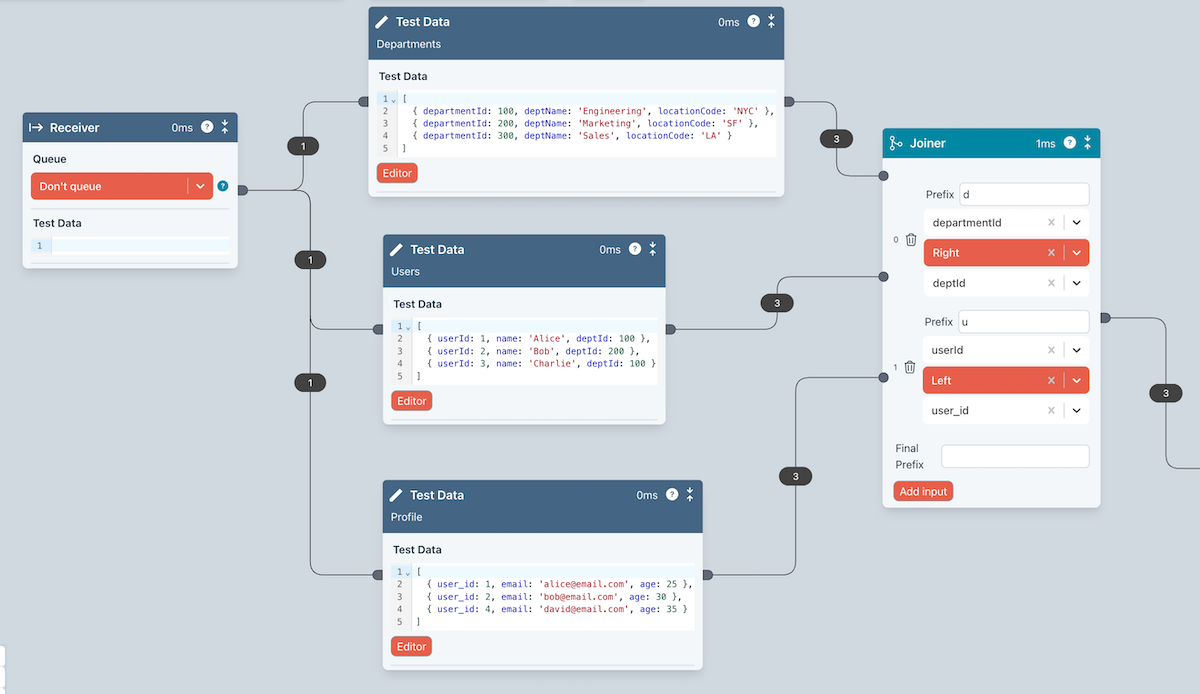 Receiver 0ms ?
Queue
Don't queue ?
Test Data
1
1
1
1
Test Data 0ms ?
Departments
Test Data
1 [
2 { departmentId: 100, deptName: 'Engineering', locationCode: 'NYC' },
3 { departmentId: 200, deptName: 'Marketing', locationCode: 'SF' },
4 { departmentId: 300, deptName: 'Sales', locationCode: 'LA' }
5 ]
Editor
3
Test Data 0ms ?
Users
Test Data
1 [
2 { userId: 1, name: 'Alice', deptId: 100 },
3 { userId: 2, name: 'Bob', deptId: 200 },
4 { userId: 3, name: 'Charlie', deptId: 100 }
5 ]
Editor
3
Test Data 0ms ?
Profile
Test Data
1 [
2 { user_id: 1, email: 'alice@email.com', age: 25 },
3 { user_id: 2, email: 'bob@email.com', age: 30 },
4 { user_id: 4, email: 'david@email.com', age: 35 }
5 ]
Editor
3
Joiner 1ms ?
Prefix d
departmentId
0 Right
deptId
Prefix u
userId
1 Left
user_id
Final
Prefix
Add input
3